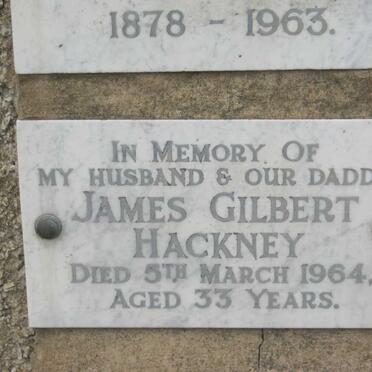 1878 - 1963.
IN MEMORY OF
MY HUSBAND & OUR DADD
JAMES GILBERT
HACKNEY
DIED 5TH MARCH 1964,
AGED 33 YEARS.